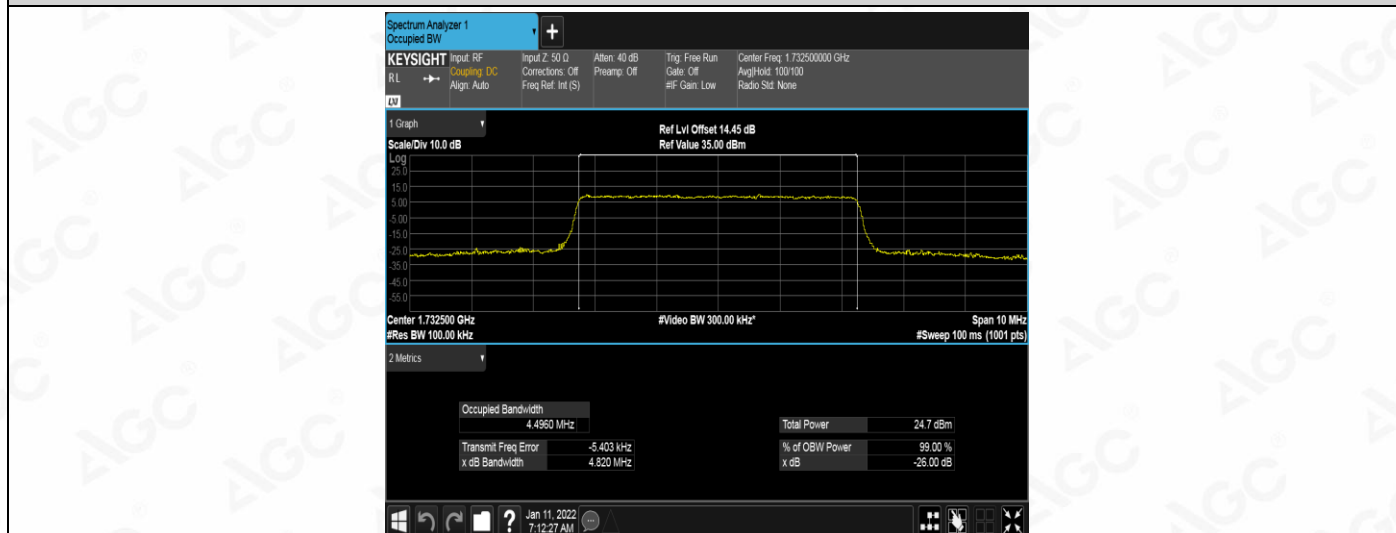 Spectrum Analyzer 1
Occupied BW
+
KEYSIGHT Input: RF Input Z: 50 Ω Atten: 40 dB Trig: Free Run Center Freq: 1.732500000 GHz
RL Coupling: DC Corrections: Off Preamp: Off Gate: Off Avg|Hold: 100/100
Align: Auto Freq Ref: Int (S) #IF Gain: Low Radio Std: None
LXI
1 Graph Ref Lvl Offset 14.45 dB
Scale/Div 10.0 dB Ref Value 35.00 dBm
Log
25.0
15.0
5.00
-5.00
-15.0
-25.0
-35.0
-45.0
-55.0
Center 1.732500 GHz #Video BW 300.00 kHz* Span 10 MHz
#Res BW 100.00 kHz #Sweep 100 ms (1001 pts)
2 Metrics
Occupied Bandwidth
4.4960 MHz Total Power 24.7 dBm
Transmit Freq Error -5.403 kHz % of OBW Power 99.00 %
x dB Bandwidth 4.820 MHz x dB -26.00 dB
? Jan 11, 2022
7:12:27 AM
AGC